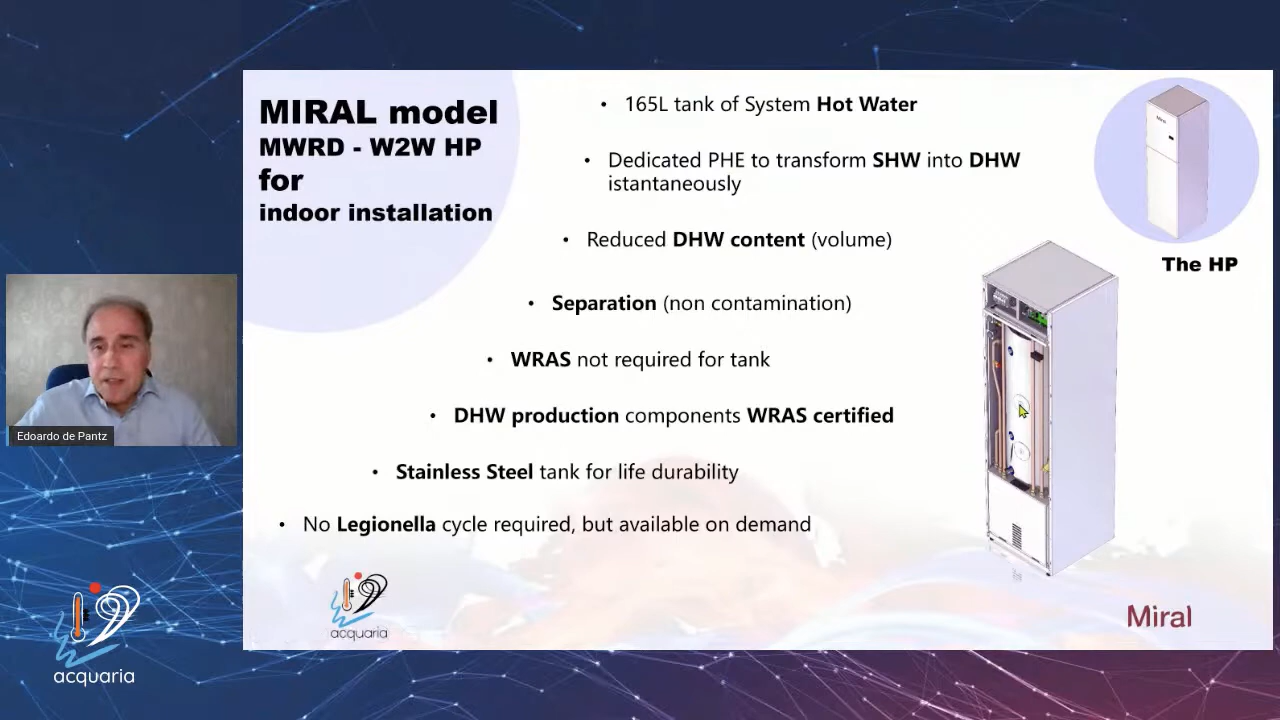 MIRAL model
MWRD - W2W HP
for
indoor installation
• 165L tank of System Hot Water
• Dedicated PHE to transform SHW into DHW
istantaneously
• Reduced DHW content (volume)
• Separation (non contamination)
• WRAS not required for tank
• DHW production components WRAS certified
• Stainless Steel tank for life durability
• No Legionella cycle required, but available on demand
The HP
Edoardo de Pantz
acquaria
acquaria
Miral